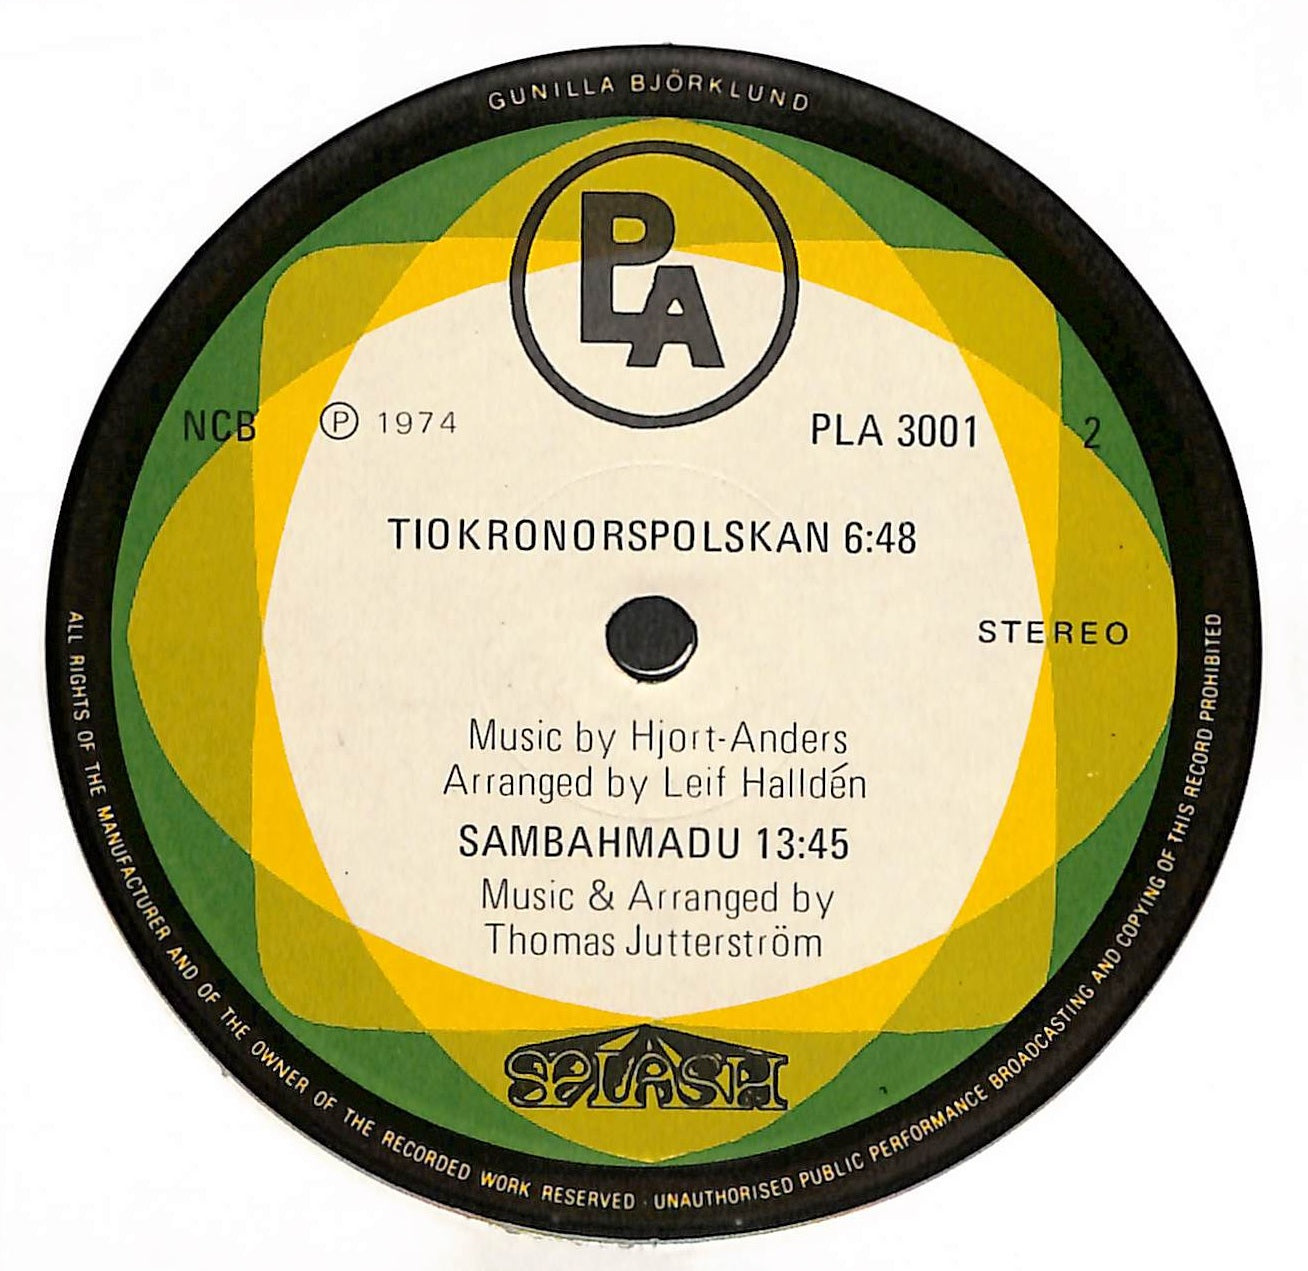 GUNILLA BJÖRKLUND
PLA
NCB Ⓟ 1974 PLA 3001 2
TIOKRONORSPOLSKAN 6:48
STEREO
Music by Hjort-Anders
Arranged by Leif Halldén
SAMBAHMADU 13:45
Music & Arranged by
Thomas Jutterström
SPLASH
ALL RIGHTS OF THE MANUFACTURER AND OF THE OWNER OF THE RECORDED WORK RESERVED · UNAUTHORISED PUBLIC PERFORMANCE BROADCASTING AND COPYING OF THIS RECORD PROHIBITED